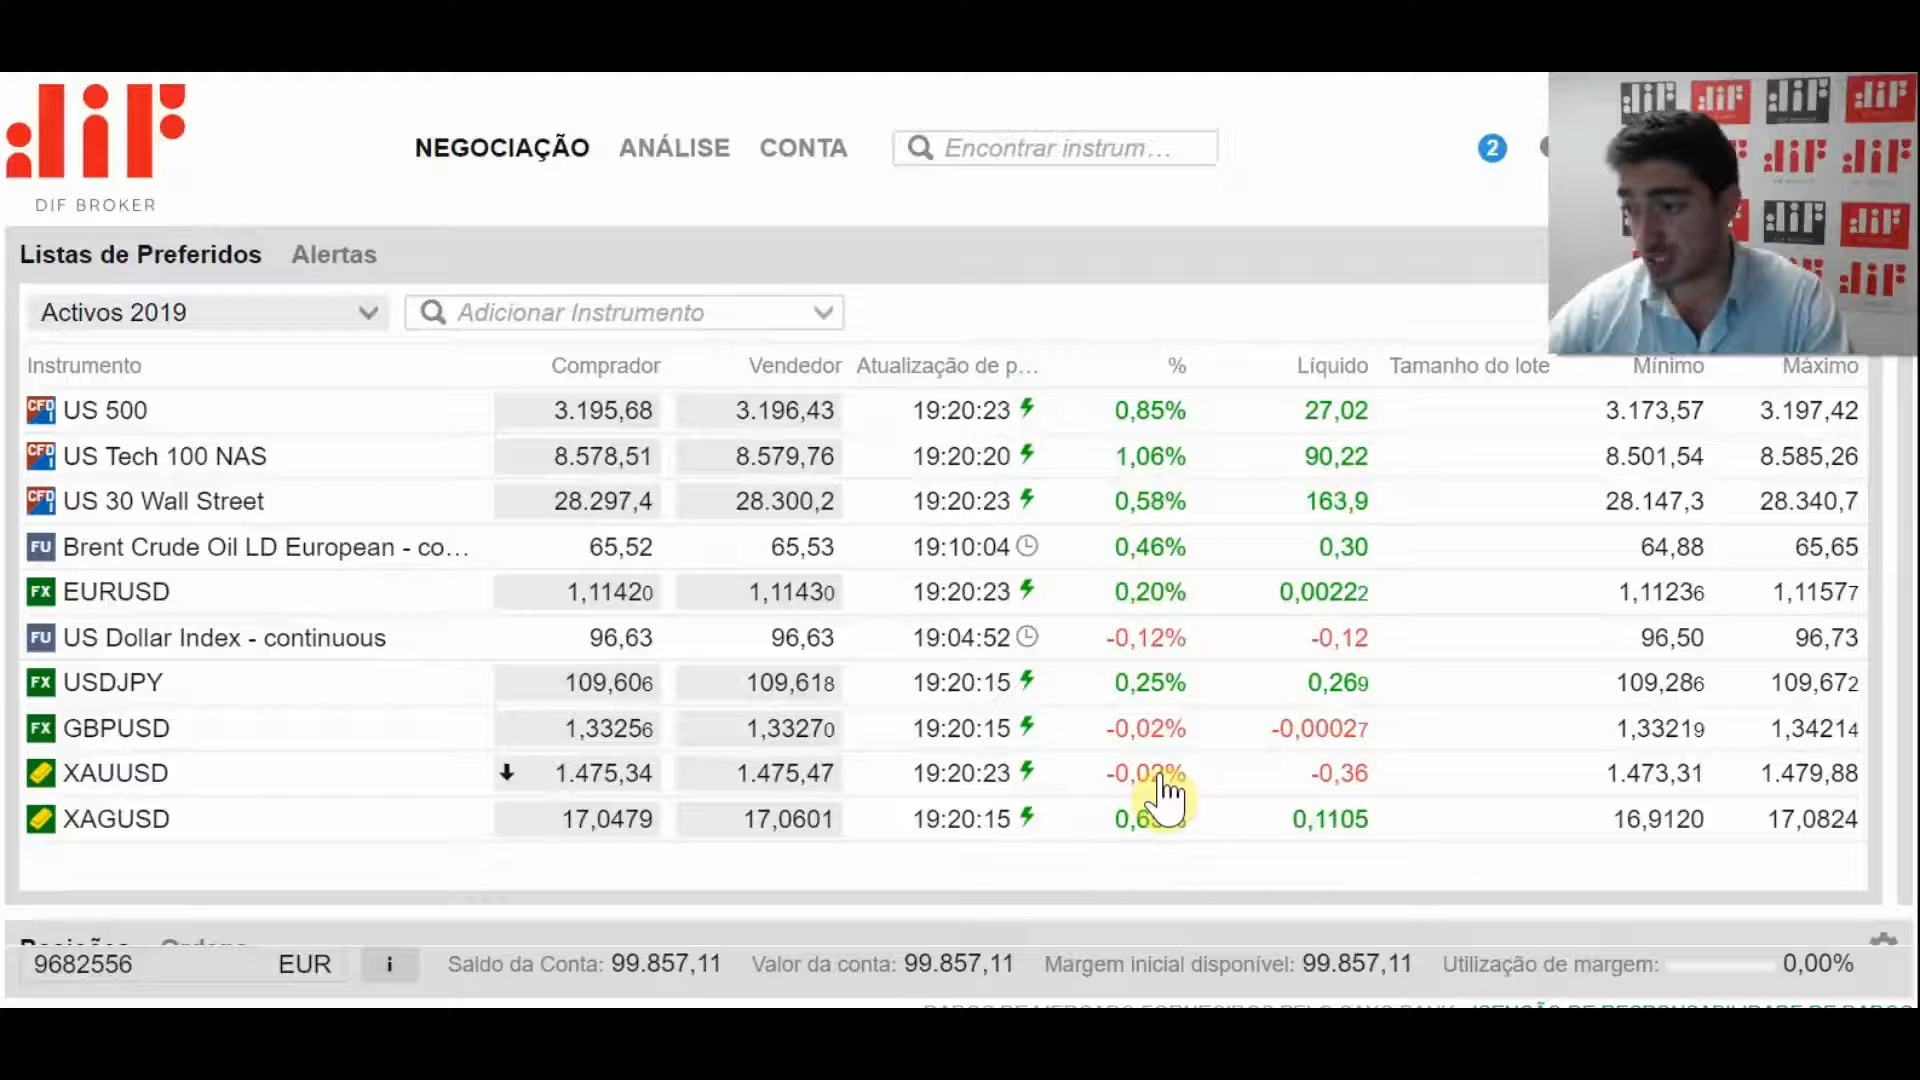 dif
DIF BROKER
NEGOCIAÇÃO ANÁLISE CONTA Encontrar instrum... 2
Listas de Preferidos Alertas
Activos 2019 Adicionar Instrumento
Instrumento Comprador Vendedor Atualização de p... % Líquido Tamanho do lote Mínimo Máximo
CFD I US 500 3.195,68 3.196,43 19:20:23 0,85% 27,02 3.173,57 3.197,42
CFD I US Tech 100 NAS 8.578,51 8.579,76 19:20:20 1,06% 90,22 8.501,54 8.585,26
CFD I US 30 Wall Street 28.297,4 28.300,2 19:20:23 0,58% 163,9 28.147,3 28.340,7
FU Brent Crude Oil LD European - co... 65,52 65,53 19:10:04 0,46% 0,30 64,88 65,65
FX EURUSD 1,11420 1,11430 19:20:23 0,20% 0,00222 1,11236 1,11577
FU US Dollar Index - continuous 96,63 96,63 19:04:52 -0,12% -0,12 96,50 96,73
FX USDJPY 109,606 109,618 19:20:15 0,25% 0,269 109,286 109,672
FX GBPUSD 1,33256 1,33270 19:20:15 -0,02% -0,00027 1,33219 1,34214
XAUUSD 1.475,34 1.475,47 19:20:23 -0,02% -0,36 1.473,31 1.479,88
XAGUSD 17,0479 17,0601 19:20:15 0,1105 16,9120 17,0824
Posições Ordens
9682556 EUR i Saldo da Conta: 99.857,11 Valor da conta: 99.857,11 Margem inicial disponível: 99.857,11 Utilização de margem: 0,00%